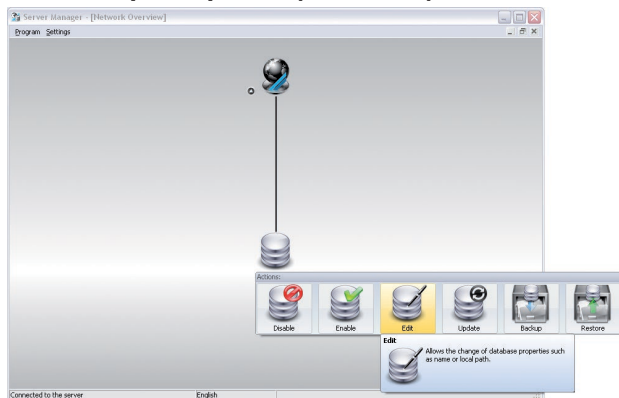 Server Manager - [Network Overview]
Program Settings
Actions:
Disable Enable Edit Update Backup Restore
Edit
Allows the change of database properties such
as name or local path.
Connected to the server English